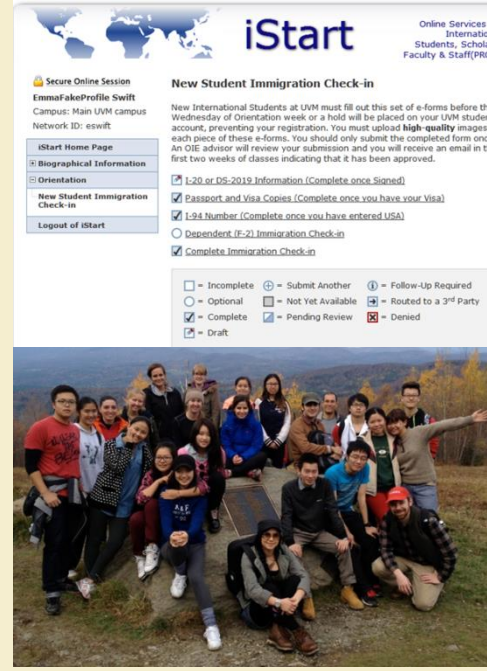 iStart
Online Services
Students, Schola
Faculty & Staff(PRO
Secure Online Session
EmmaFakeProfile Swift
Campus: Main UVM campus
Network ID: eswift
iStart Home Page
Biographical Information
Orientation
New Student Immigration
Check-in
Logout of iStart
New Student Immigration Check-in
New International Students at UVM must fill out this set of e-forms before th
Wednesday of Orientation week or a hold will be placed on your UVM studen
account, preventing your registration. You must upload high-quality images
each piece of these e-forms. You should only submit the completed form onc
An OIE advisor will review your submission and you will receive an email in th
first two weeks of classes indicating that it has been approved.
I-20 or DS-2019 Information (Complete once Signed)
Passport and Visa Copies (Complete once you have your Visa)
I-94 Number (Complete once you have entered USA)
Dependent (F-2) Immigration Check-in
Complete Immigration Check-in
= Incomplete = Submit Another = Follow-Up Required
= Optional = Not Yet Available = Routed to a 3rd Party
= Complete = Pending Review = Denied
= Draft